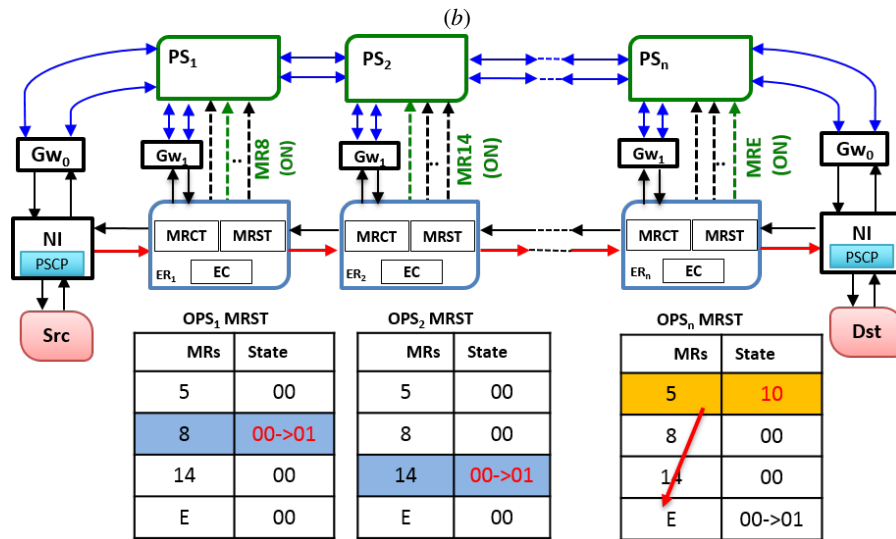 (b)
PS1 PS2 PSn
Gw0 Gw1 .. MR8 (ON) Gw1 .. MR14 (ON) Gw1 .. MRE (ON) Gw0
NI MRCT MRST MRCT MRST MRCT MRST NI
PSCP ER1 EC ER2 EC ERn EC PSCP
Src Dst
OPS1 MRST
MRs State
5 00
8 00->01
14 00
E 00
OPS2 MRST
MRs State
5 00
8 00
14 00->01
E 00
OPSn MRST
MRs State
5 10
8 00
14 00
E 00->01